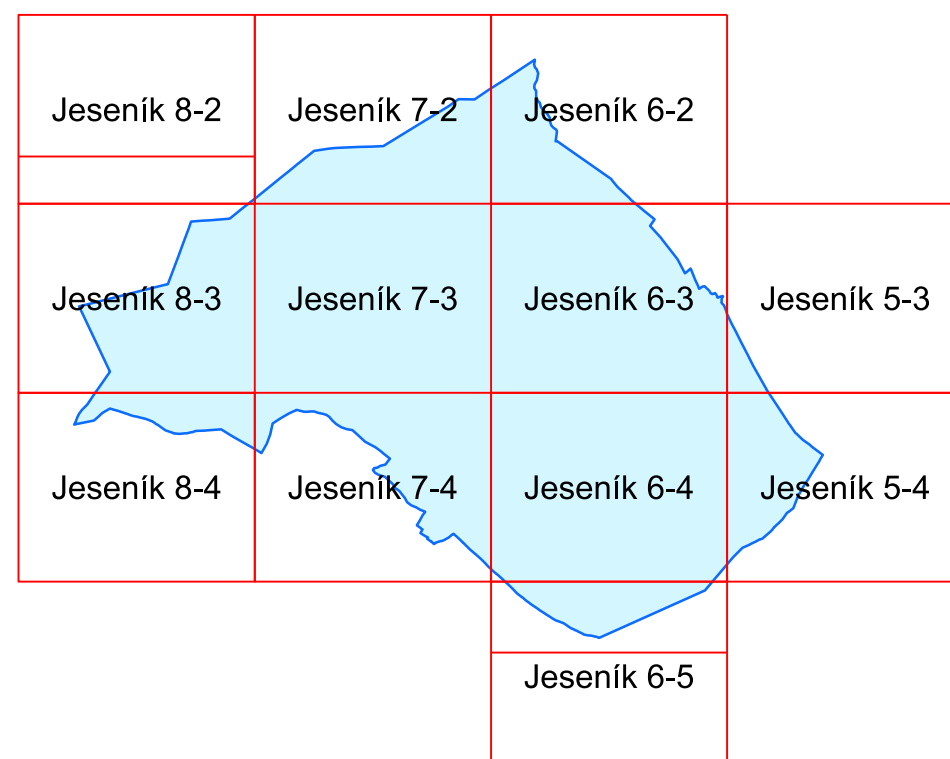 Jeseník 8-2
Jeseník 7-2
Jeseník 6-2
Jeseník 8-3
Jeseník 7-3
Jeseník 6-3
Jeseník 5-3
Jeseník 8-4
Jeseník 7-4
Jeseník 6-4
Jeseník 5-4
Jeseník 6-5